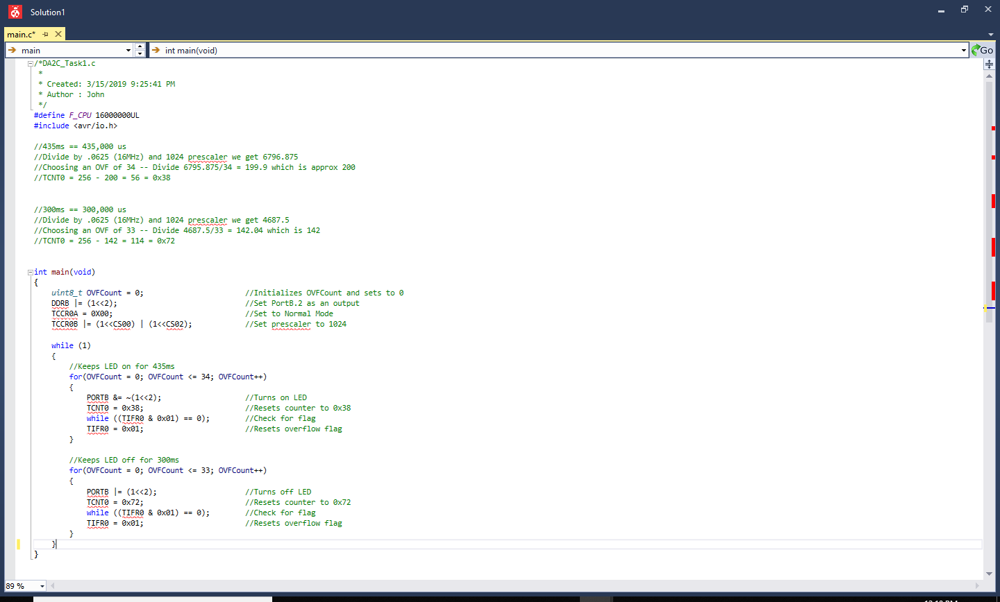 Solution1
main.c*
main
int main(void)
Go
/*DA2C_Task1.c
 *
 * Created: 3/15/2019 9:25:41 PM
 * Author : John
 */
#define F_CPU 16000000UL
#include <avr/io.h>
//435ms == 435,000 us
//Divide by .0625 (16MHz) and 1024 prescaler we get 6796.875
//Choosing an OVF of 34 -- Divide 6795.875/34 = 199.9 which is approx 200
//TCNT0 = 256 - 200 = 56 = 0x38
//300ms == 300,000 us
//Divide by .0625 (16MHz) and 1024 prescaler we get 4687.5
//Choosing an OVF of 33 -- Divide 4687.5/33 = 142.04 which is 142
//TCNT0 = 256 - 142 = 114 = 0x72
int main(void)
{
    uint8_t OVFCount = 0;                       //Initializes OVFCount and sets to 0
    DDRB |= (1<<2);                             //Set PortB.2 as an output
    TCCR0A = 0X00;                              //Set to Normal Mode
    TCCR0B |= (1<<CS00) | (1<<CS02);            //Set prescaler to 1024
    while (1)
    {
        //Keeps LED on for 435ms
        for(OVFCount = 0; OVFCount <= 34; OVFCount++)
        {
            PORTB &= ~(1<<2);                   //Turns on LED
            TCNT0 = 0x38;                       //Resets counter to 0x38
            while ((TIFR0 & 0x01) == 0);        //Check for flag
            TIFR0 = 0x01;                       //Resets overflow flag
        }
        //Keeps LED off for 300ms
        for(OVFCount = 0; OVFCount <= 33; OVFCount++)
        {
            PORTB |= (1<<2);                    //Turns off LED
            TCNT0 = 0x72;                       //Resets counter to 0x72
            while ((TIFR0 & 0x01) == 0);        //Check for flag
            TIFR0 = 0x01;                       //Resets overflow flag
        }
    }
}
89 %